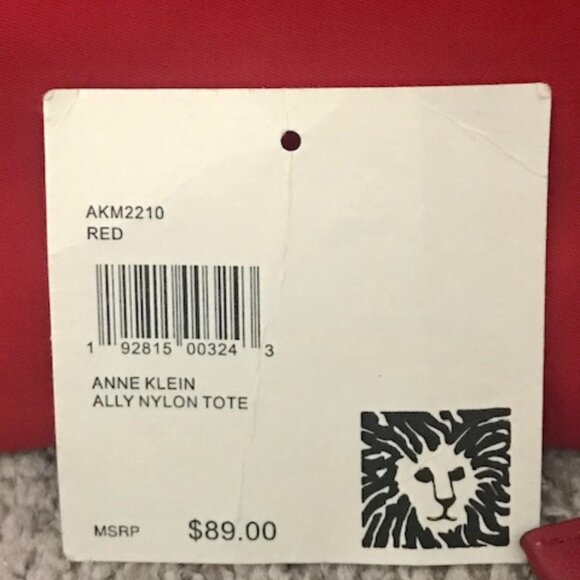 AKM2210
RED
1 92815 00324 3
ANNE KLEIN
ALLY NYLON TOTE
MSRP $89.00